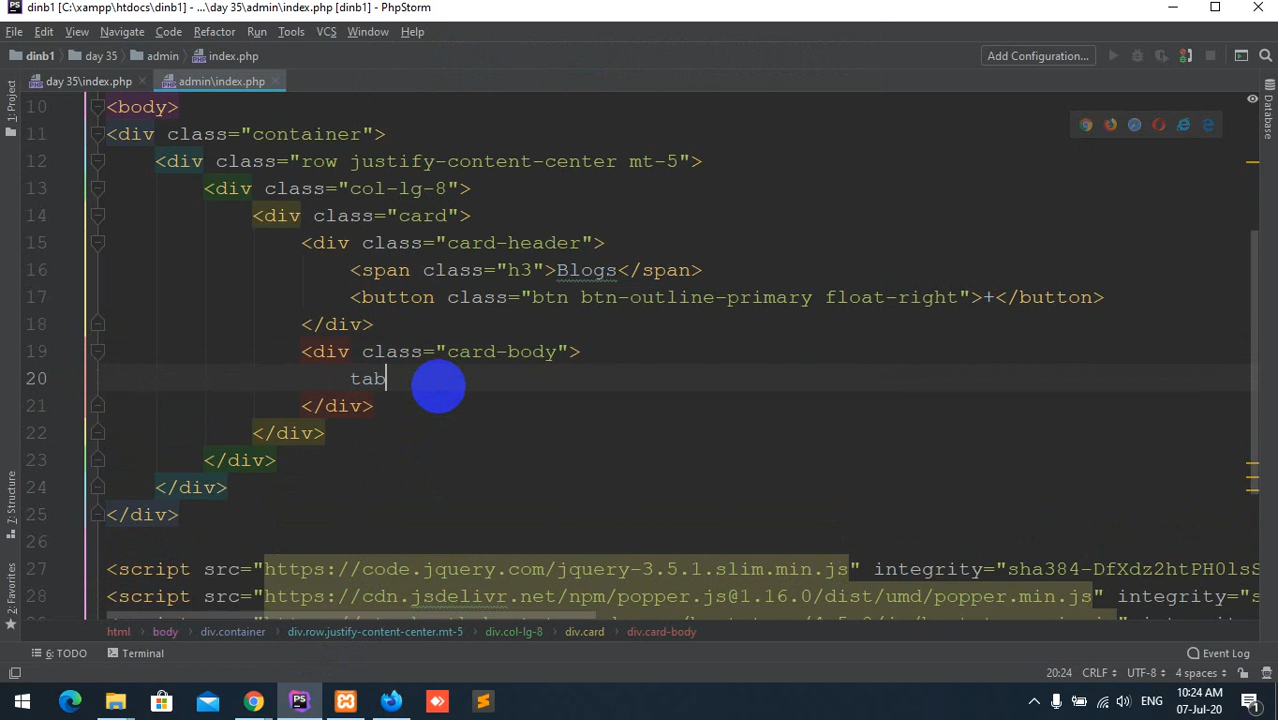 dinb1 [C:\xampp\htdocs\dinb1] - ...\day 35\admin\index.php [dinb1] - PhpStorm
File Edit View Navigate Code Refactor Run Tools VCS Window Help
dinb1 day 35 admin index.php Add Configuration...
day 35\index.php admin\index.php
1: Project
Database
10 <body>
11 <div class="container">
12 <div class="row justify-content-center mt-5">
13 <div class="col-lg-8">
14 <div class="card">
15 <div class="card-header">
16 <span class="h3">Blogs</span>
17 <button class="btn btn-outline-primary float-right">+</button>
18 </div>
19 <div class="card-body">
20 tab
21 </div>
22 </div>
23 </div>
24 </div>
25 </div>
26
27 <script src="https://code.jquery.com/jquery-3.5.1.slim.min.js" integrity="sha384-DfXdz2htPH0lsS
28 <script src="https://cdn.jsdelivr.net/npm/popper.js@1.16.0/dist/umd/popper.min.js" integrity="s
Z: Structure
2: Favorites
html body div.container div.row.justify-content-center.mt-5 div.col-lg-8 div.card div.card-body
6: TODO Terminal Event Log
20:24 CRLF UTF-8 4 spaces
PS
ENG
10:24 AM
07-Jul-20